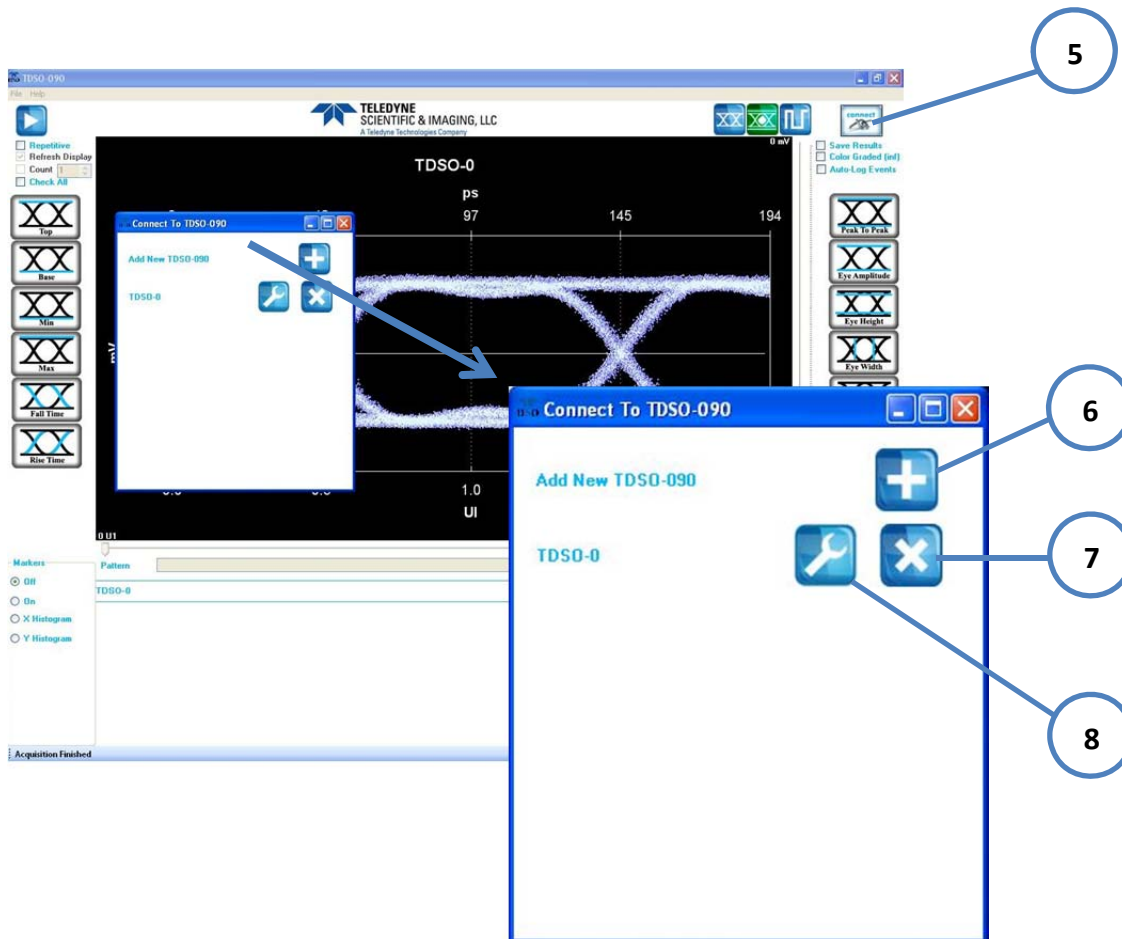 5
TDSO-090
File Help
TELEDYNE
SCIENTIFIC & IMAGING, LLC
A Teledyne Technologies Company
connect
Repetitive
Refresh Display
Count 1
Check All
0 mV
Save Results
Color Graded (inf)
Auto-Log Events
TDSO-0
ps
97 145 194
Top
Base
Min
Max
Fall Time
Rise Time
Connect To TDSO-090
Add New TDSO-090
TDSO-0
mV
Peak To Peak
Eye Amplitude
Eye Height
Eye Width
1.0
UI
0 UI
Connect To TDSO-090
Add New TDSO-090
TDSO-0
6
7
8
Markers
Off
On
X Histogram
Y Histogram
Pattern
TDSO-0
Acquisition Finished